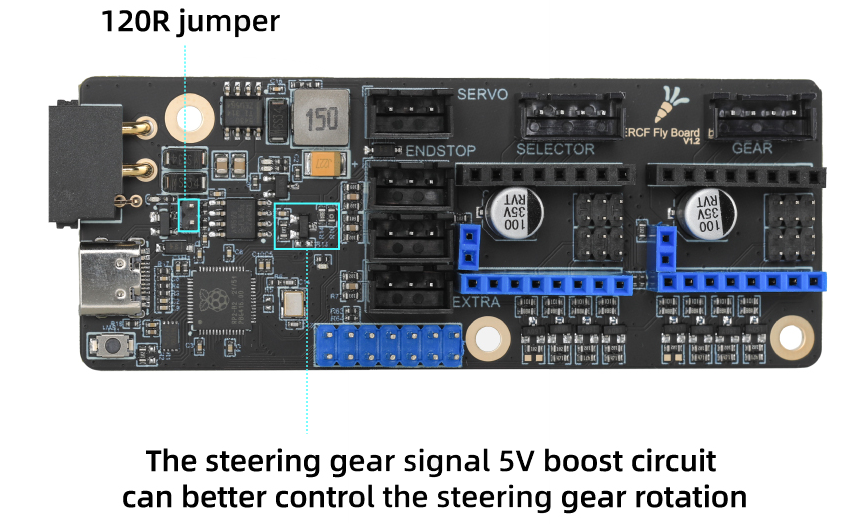 120R jumper
SERVO
150
ERCF Fly Board
V1.2
ENDSTOP
SELECTOR
GEAR
100
35V
RVT
100
35V
RVT
EXTRA
The steering gear signal 5V boost circuit
can better control the steering gear rotation